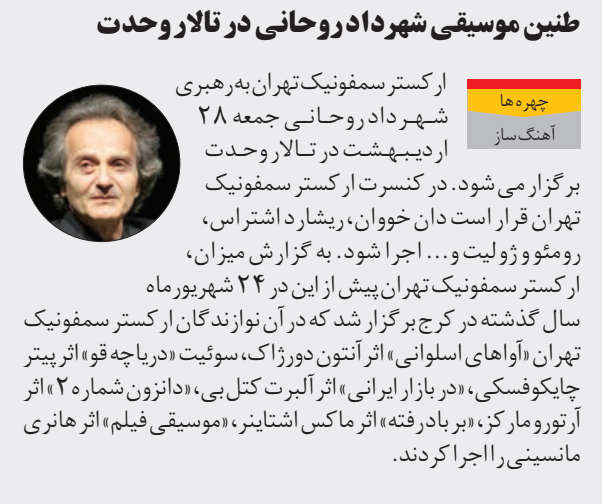 طنین موسیقی شهرداد روحانی در تالار وحدت
چهره‌ها
آهنگ‌ساز
ارکستر سمفونیک تهران به رهبری
شهرداد روحانی جمعه ۲۸
اردیبهشت در تالار وحدت
برگزار می‌شود. در کنسرت ارکستر سمفونیک
تهران قرار است دان خووان، ریشارد اشتراس،
رومئو و ژولیت و... اجرا شود. به گزارش میزان،
ارکستر سمفونیک تهران پیش از این در ۲۴ شهریورماه
سال گذشته در کرج برگزار شد که در آن نوازندگان ارکستر سمفونیک
تهران «آواهای اسلوانی» اثر آنتون دورژاک، سوئیت «دریاچه قو» اثر پیتر
چایکوفسکی، «در بازار ایرانی» اثر آلبرت کتل بی، «دانزون شماره ۲» اثر
آرتورو مارکز، «بر باد رفته» اثر ماکس اشتاینر، «موسیقی فیلم» اثر هانری
مانسینی را اجرا کردند.